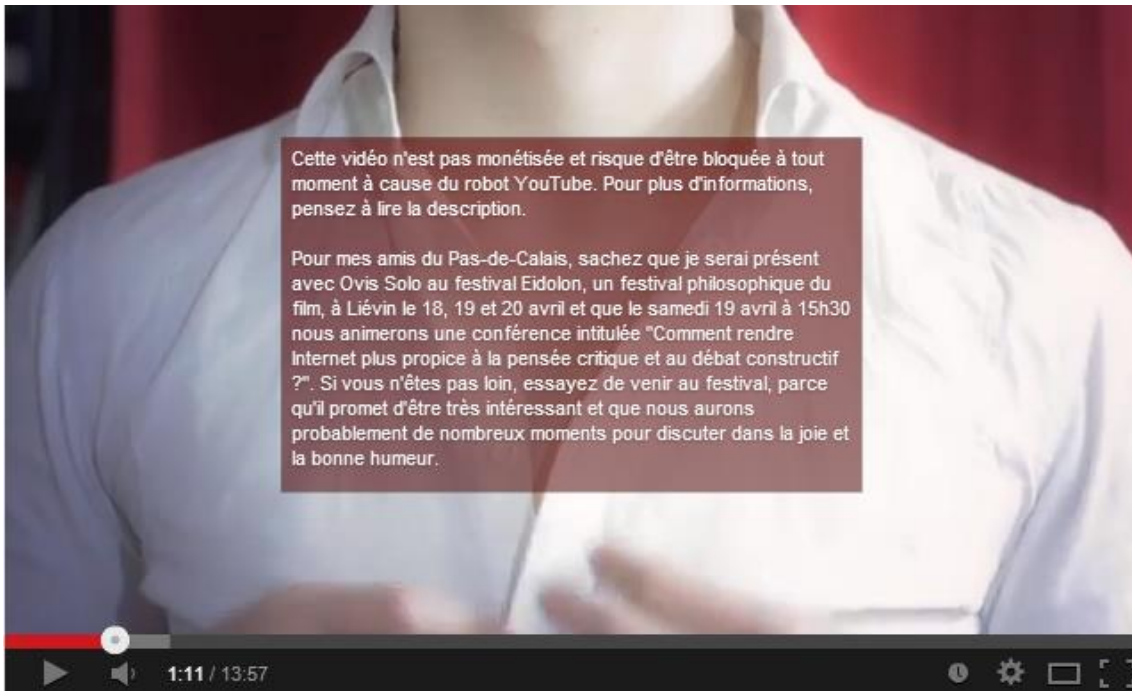 Cette vidéo n'est pas monétisée et risque d'être bloquée à tout
moment à cause du robot YouTube. Pour plus d'informations,
pensez à lire la description.
Pour mes amis du Pas-de-Calais, sachez que je serai présent
avec Ovis Solo au festival Eidolon, un festival philosophique du
film, à Liévin le 18, 19 et 20 avril et que le samedi 19 avril à 15h30
nous animerons une conférence intitulée "Comment rendre
Internet plus propice à la pensée critique et au débat constructif
?". Si vous n'êtes pas loin, essayez de venir au festival, parce
qu'il promet d'être très intéressant et que nous aurons
probablement de nombreux moments pour discuter dans la joie et
la bonne humeur.
1:11 / 13:57